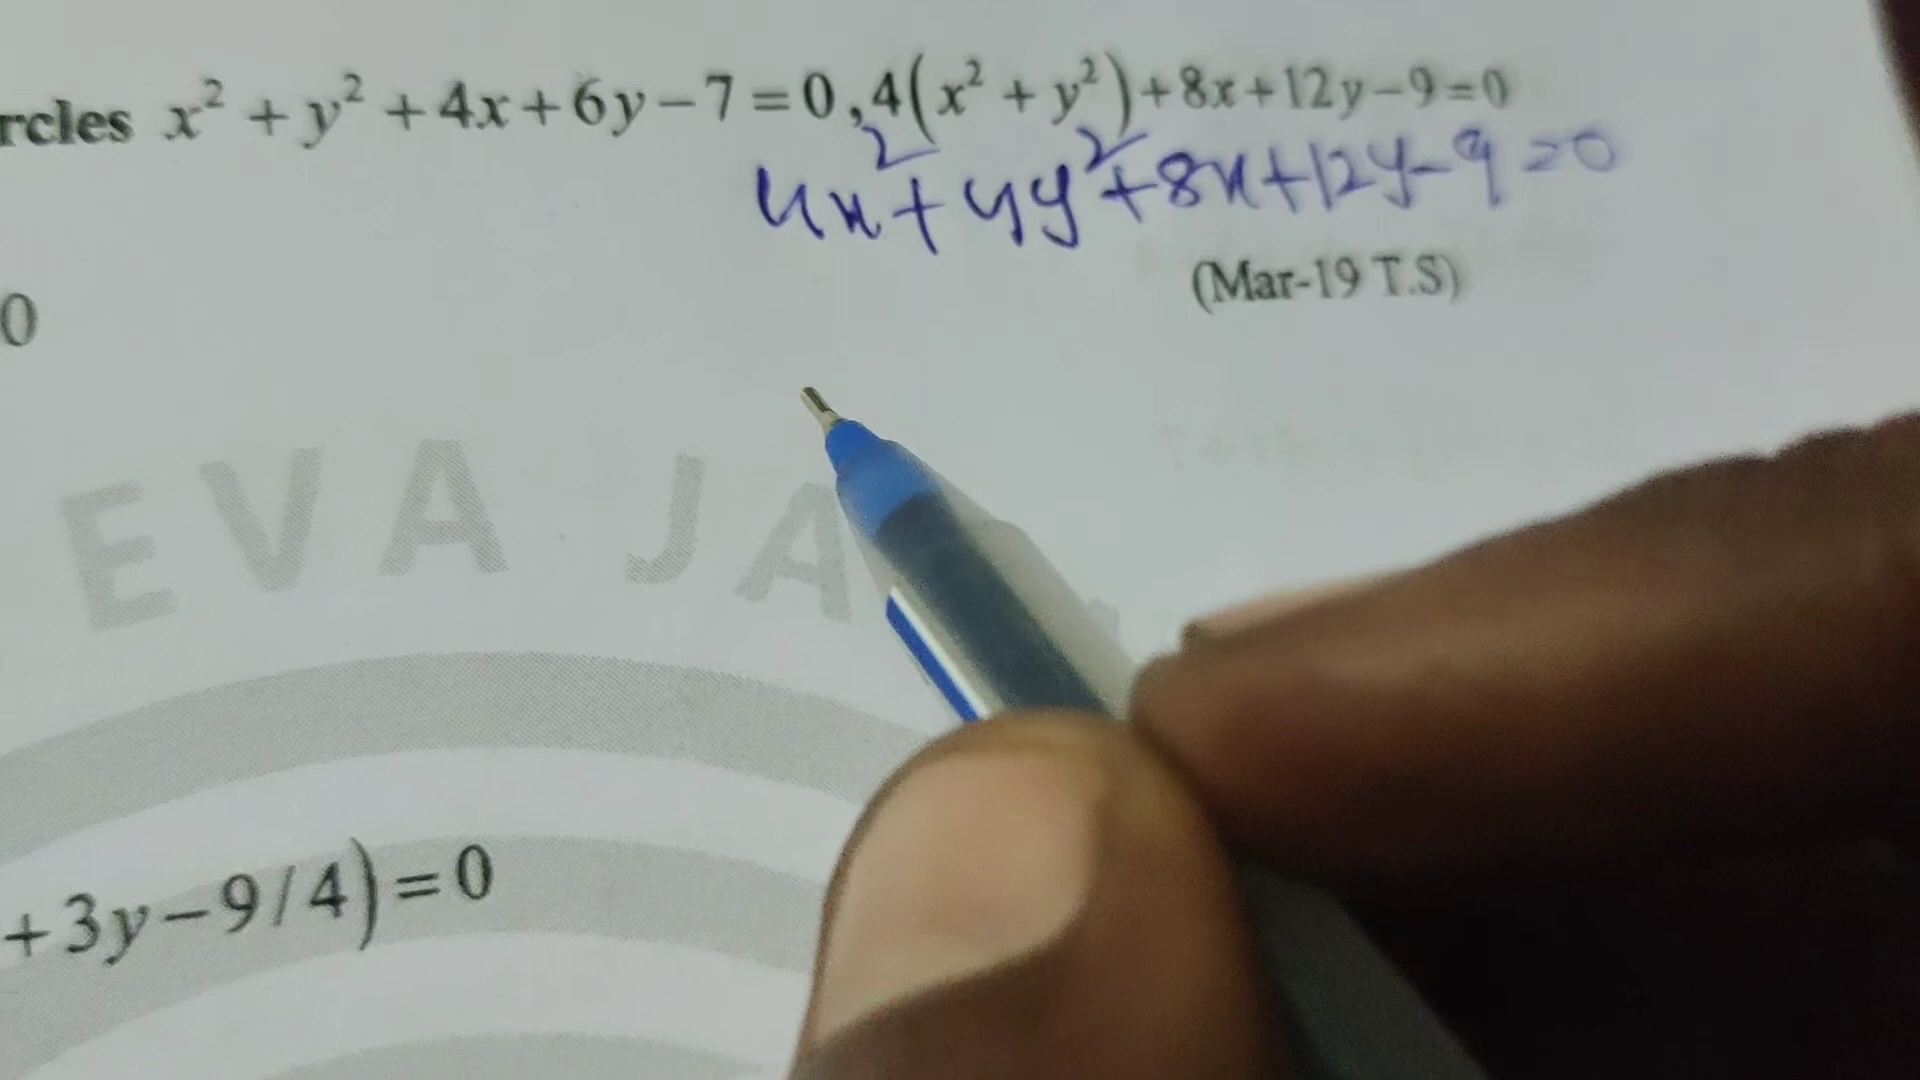 rcles x² + y² + 4x + 6y − 7 = 0, 4(x² + y²) + 8x + 12y − 9 = 0
4x² + 4y² + 8x + 12y − 9 = 0
(Mar-19 T.S)
0
EVA JA
+ 3y − 9 / 4) = 0